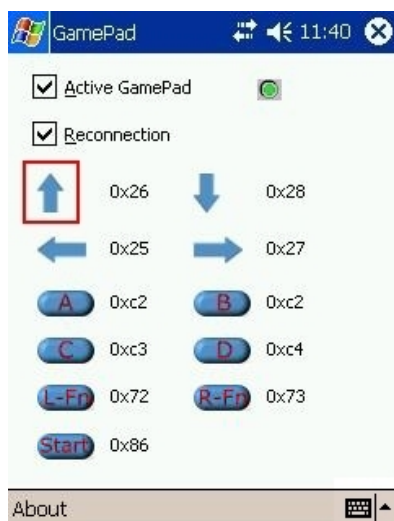 GamePad 11:40
Active GamePad
Reconnection
0x26 0x28
0x25 0x27
A 0xc2 B 0xc2
C 0xc3 D 0xc4
L-Fn 0x72 R-Fn 0x73
Start 0x86
About